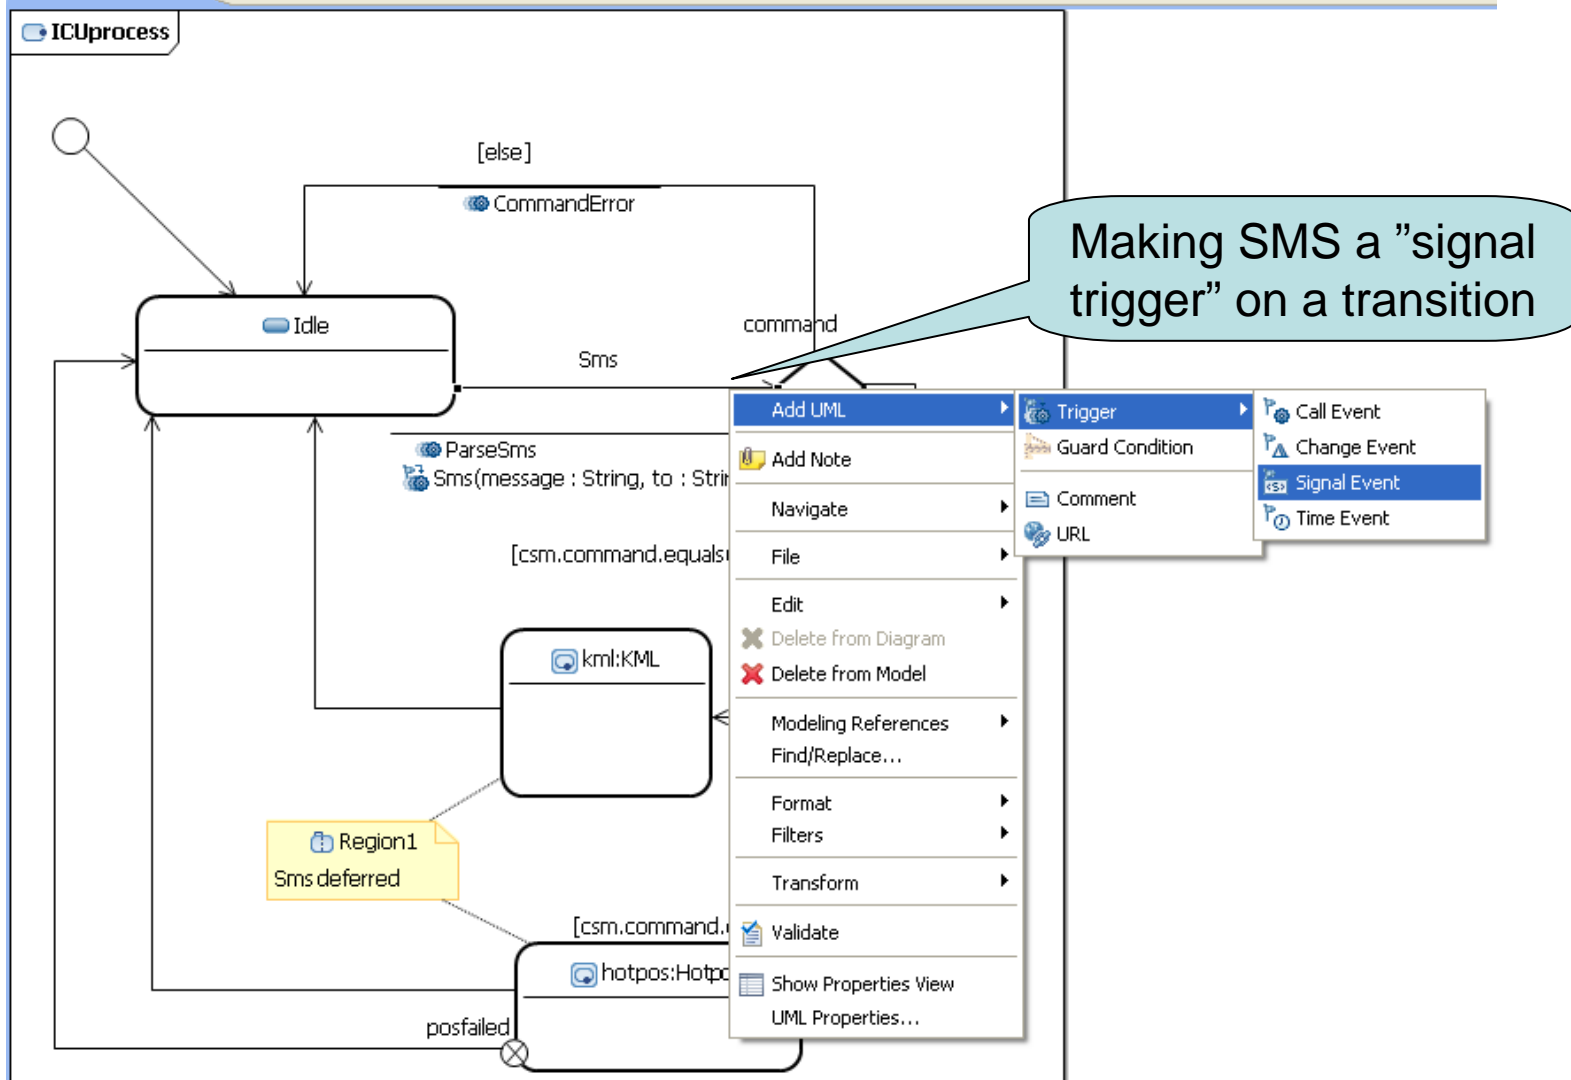 ICUprocess
[else]
CommandError
Making SMS a ”signal
trigger” on a transition
Idle
command
Sms
Add UML
Trigger
Call Event
ParseSms
Guard Condition
Change Event
Add Note
Sms(message : String, to : Stri
Signal Event
Comment
Navigate
Time Event
URL
[csm.command.equals
File
Edit
Delete from Diagram
kml:KML
Delete from Model
Modeling References
Find/Replace...
Format
Region1
Filters
Sms deferred
Transform
[csm.command.
Validate
hotpos:Hotpo
Show Properties View
UML Properties...
posfailed